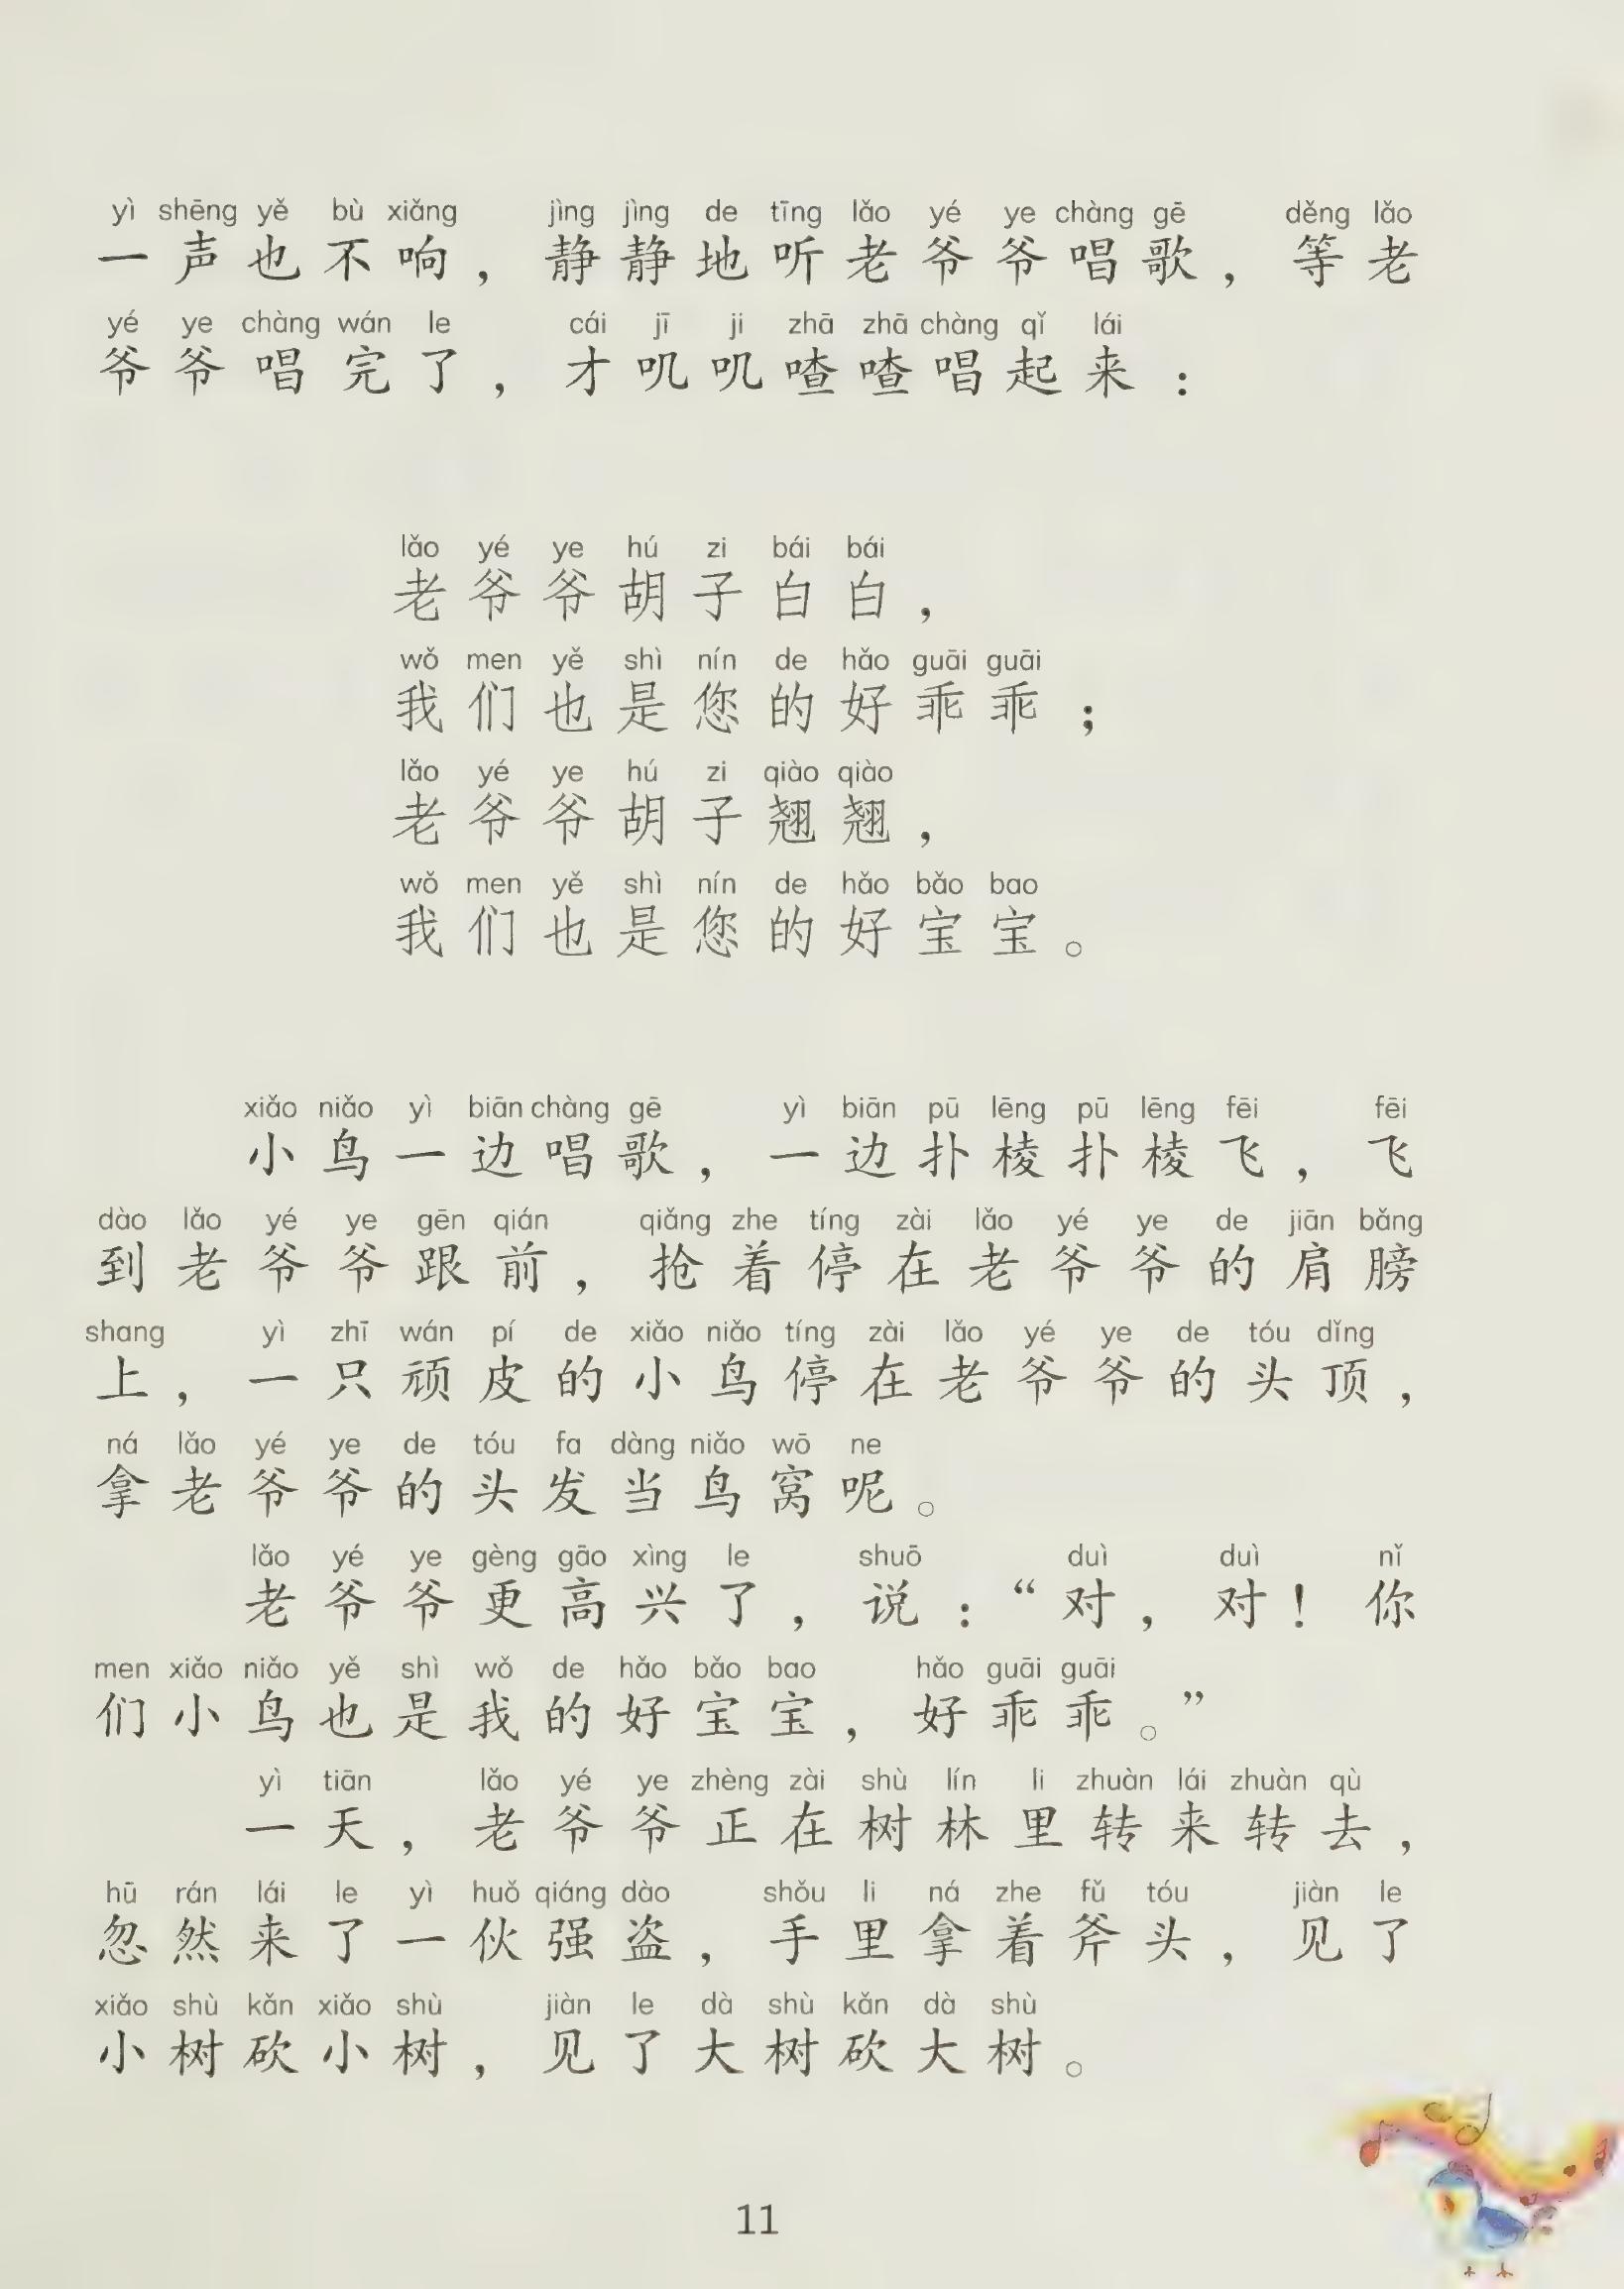 yì shēng yě bù xiǎng jìng jìng de tīng lǎo yé ye chàng gē děng lǎo
一声也不响，静静地听老爷爷唱歌，等老
yé ye chàng wán le cái jī ji zhā zhā chàng qǐ lái
爷爷唱完了，才叽叽喳喳唱起来：
lǎo yé ye hú zi bái bái
老爷爷胡子白白，
wǒ men yě shì nín de hǎo guāi guāi
我们也是您的好乖乖；
lǎo yé ye hú zi qiào qiào
老爷爷胡子翘翘，
wǒ men yě shì nín de hǎo bǎo bao
我们也是您的好宝宝。
xiǎo niǎo yì biān chàng gē yì biān pū lēng pū lēng fēi fēi
小鸟一边唱歌，一边扑棱扑棱飞，飞
dào lǎo yé ye gēn qián qiǎng zhe tíng zài lǎo yé ye de jiān bǎng
到老爷爷跟前，抢着停在老爷爷的肩膀
shang yì zhī wán pí de xiǎo niǎo tíng zài lǎo yé ye de tóu dǐng
上，一只顽皮的小鸟停在老爷爷的头顶，
ná lǎo yé ye de tóu fa dàng niǎo wō ne
拿老爷爷的头发当鸟窝呢。
lǎo yé ye gèng gāo xìng le shuō duì duì nǐ
老爷爷更高兴了，说：“对，对！你
men xiǎo niǎo yě shì wǒ de hǎo bǎo bao hǎo guāi guāi
们小鸟也是我的好宝宝，好乖乖。”
yì tiān lǎo yé ye zhèng zài shù lín li zhuàn lái zhuàn qù
一天，老爷爷正在树林里转来转去，
hū rán lái le yì huǒ qiáng dào shǒu li ná zhe fǔ tóu jiàn le
忽然来了一伙强盗，手里拿着斧头，见了
xiǎo shù kǎn xiǎo shù jiàn le dà shù kǎn dà shù
小树砍小树，见了大树砍大树。
11